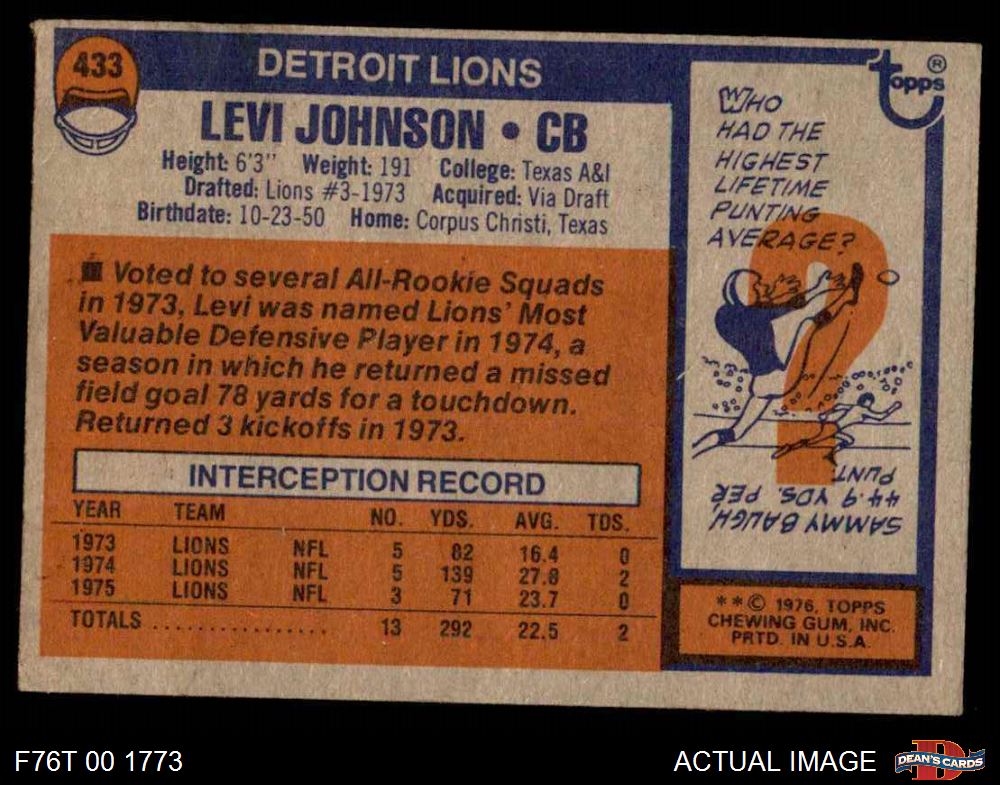 433
DETROIT LIONS
LEVI JOHNSON • CB
Height: 6'3" Weight: 191 College: Texas A&I
Drafted: Lions #3-1973 Acquired: Via Draft
Birthdate: 10-23-50 Home: Corpus Christi, Texas
Voted to several All-Rookie Squads
in 1973, Levi was named Lions' Most
Valuable Defensive Player in 1974, a
season in which he returned a missed
field goal 78 yards for a touchdown.
Returned 3 kickoffs in 1973.
INTERCEPTION RECORD
YEAR TEAM NO. YDS. AVG. TDS.
1973 LIONS NFL 5 82 16.4 0
1974 LIONS NFL 5 139 27.8 2
1975 LIONS NFL 3 71 23.7 0
TOTALS ................. 13 292 22.5 2
topps®
WHO
HAD THE
HIGHEST
LIFETIME
PUNTING
AVERAGE?
?
SAMMY BAUGH,
44.9 YDS. PER
PUNT
**© 1976, TOPPS
CHEWING GUM, INC.
PRTD. IN U.S.A.
F76T 00 1773
ACTUAL IMAGE
D
DEAN'S CARDS